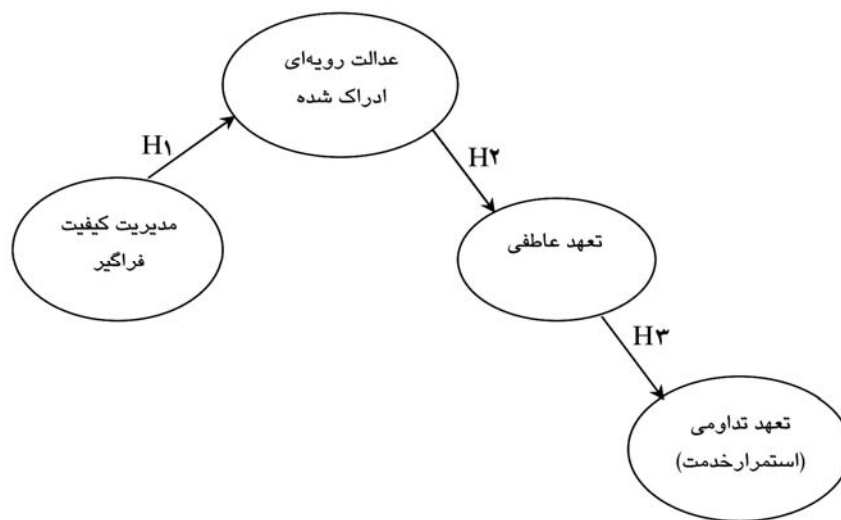 عدالت رویه‌ای
ادراک شده
H۱
H۲
مدیریت کیفیت
فراگیر
تعهد عاطفی
H۳
تعهد تداومی
(استمرارخدمت)